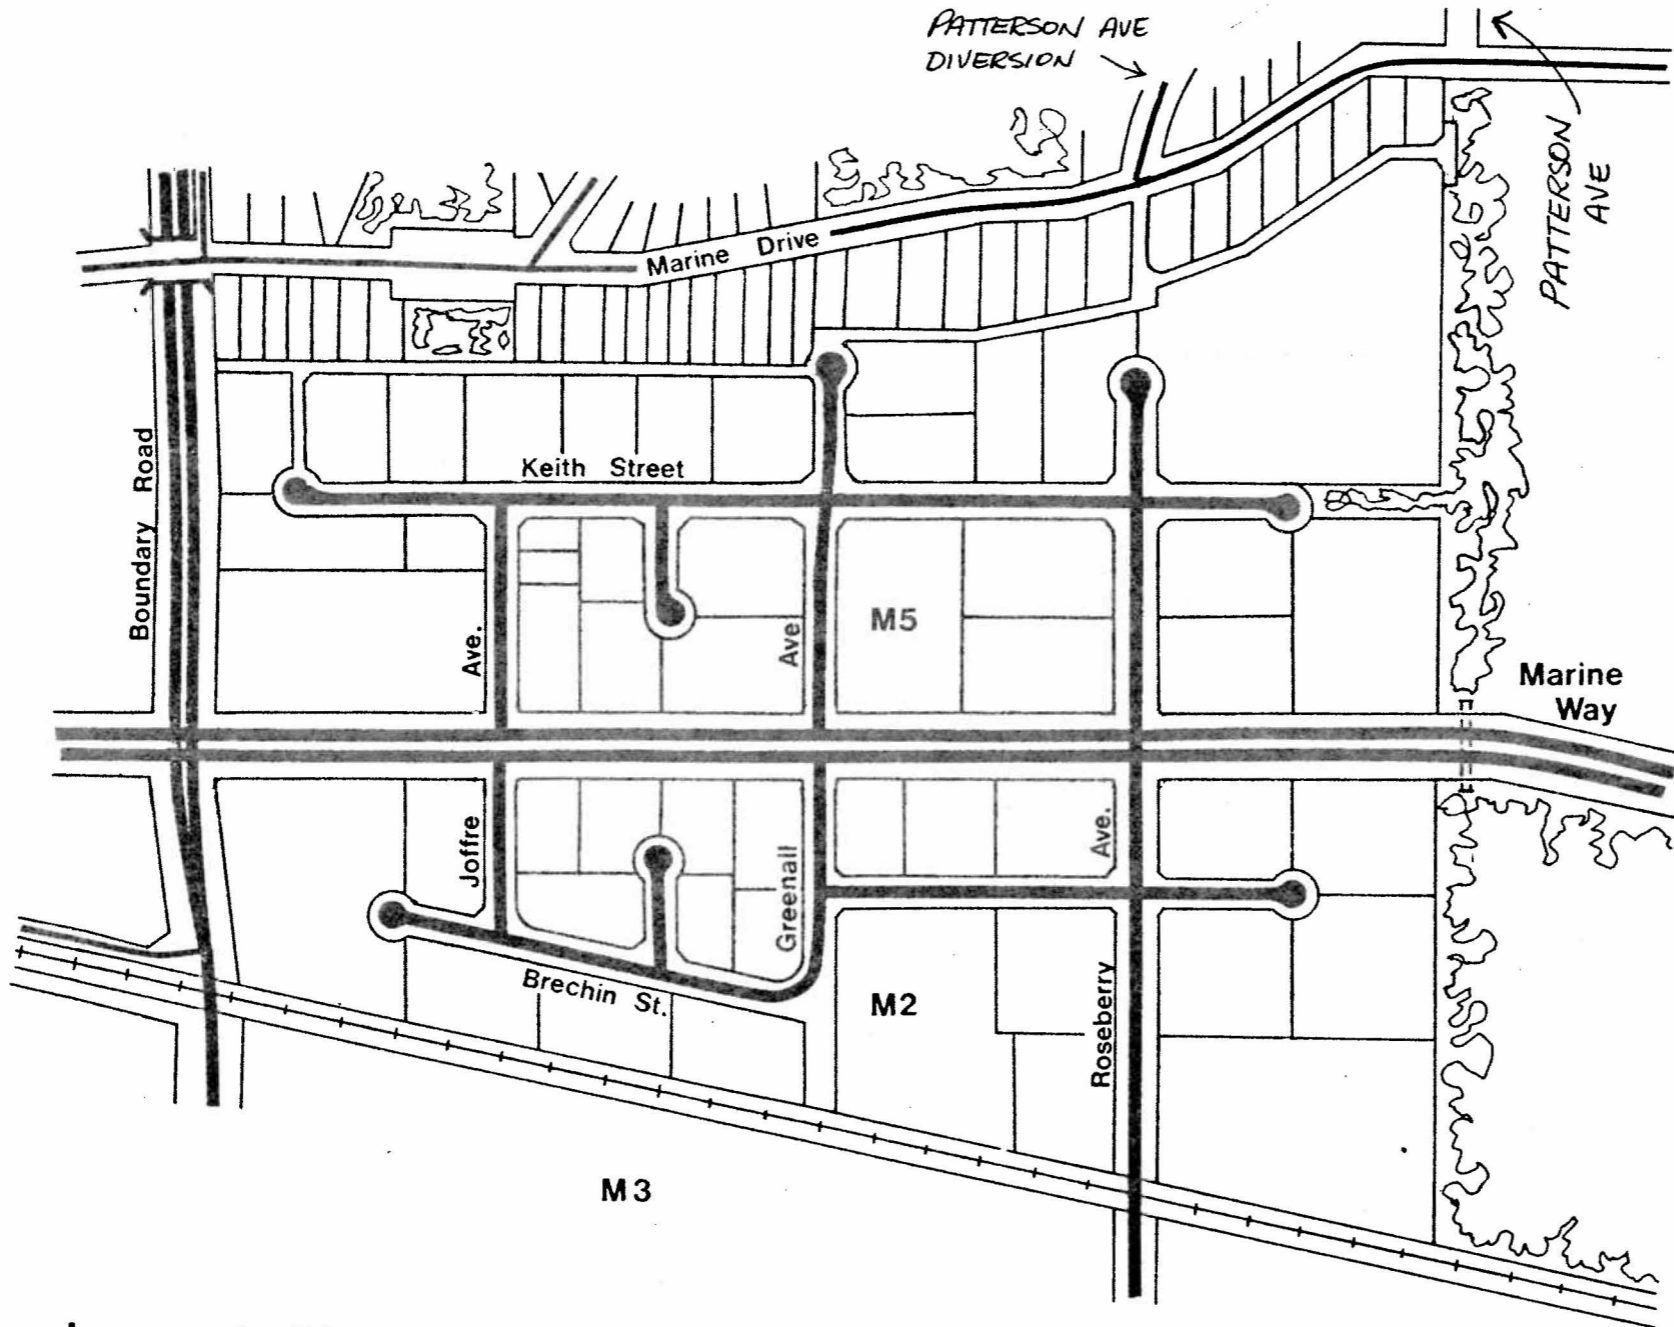 PATTERSON AVE
DIVERSION
PATTERSON
AVE
Marine Drive
Boundary Road
Keith Street
Ave.
Ave
M5
Marine
Way
Joffre
Greenall
Ave.
Brechin St.
M2
Roseberry
M3